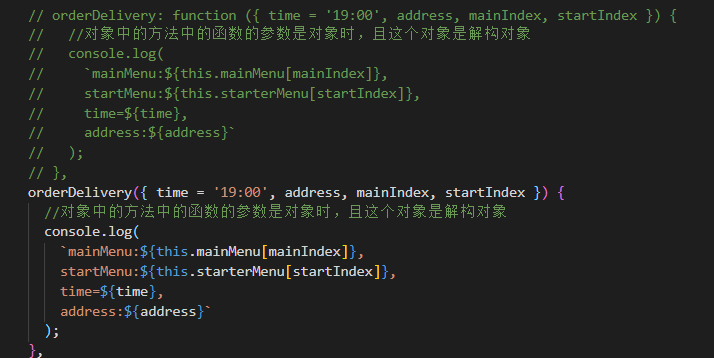 // orderDelivery: function ({ time = '19:00', address, mainIndex, startIndex }) {
//   //对象中的方法中的函数的参数是对象时，且这个对象是解构对象
//   console.log(
//     `mainMenu:${this.mainMenu[mainIndex]},
//     startMenu:${this.starterMenu[startIndex]},
//     time=${time},
//     address:${address}`
//   );
// },
orderDelivery({ time = '19:00', address, mainIndex, startIndex }) {
  //对象中的方法中的函数的参数是对象时，且这个对象是解构对象
  console.log(
    `mainMenu:${this.mainMenu[mainIndex]},
    startMenu:${this.starterMenu[startIndex]},
    time=${time},
    address:${address}`
  );
},